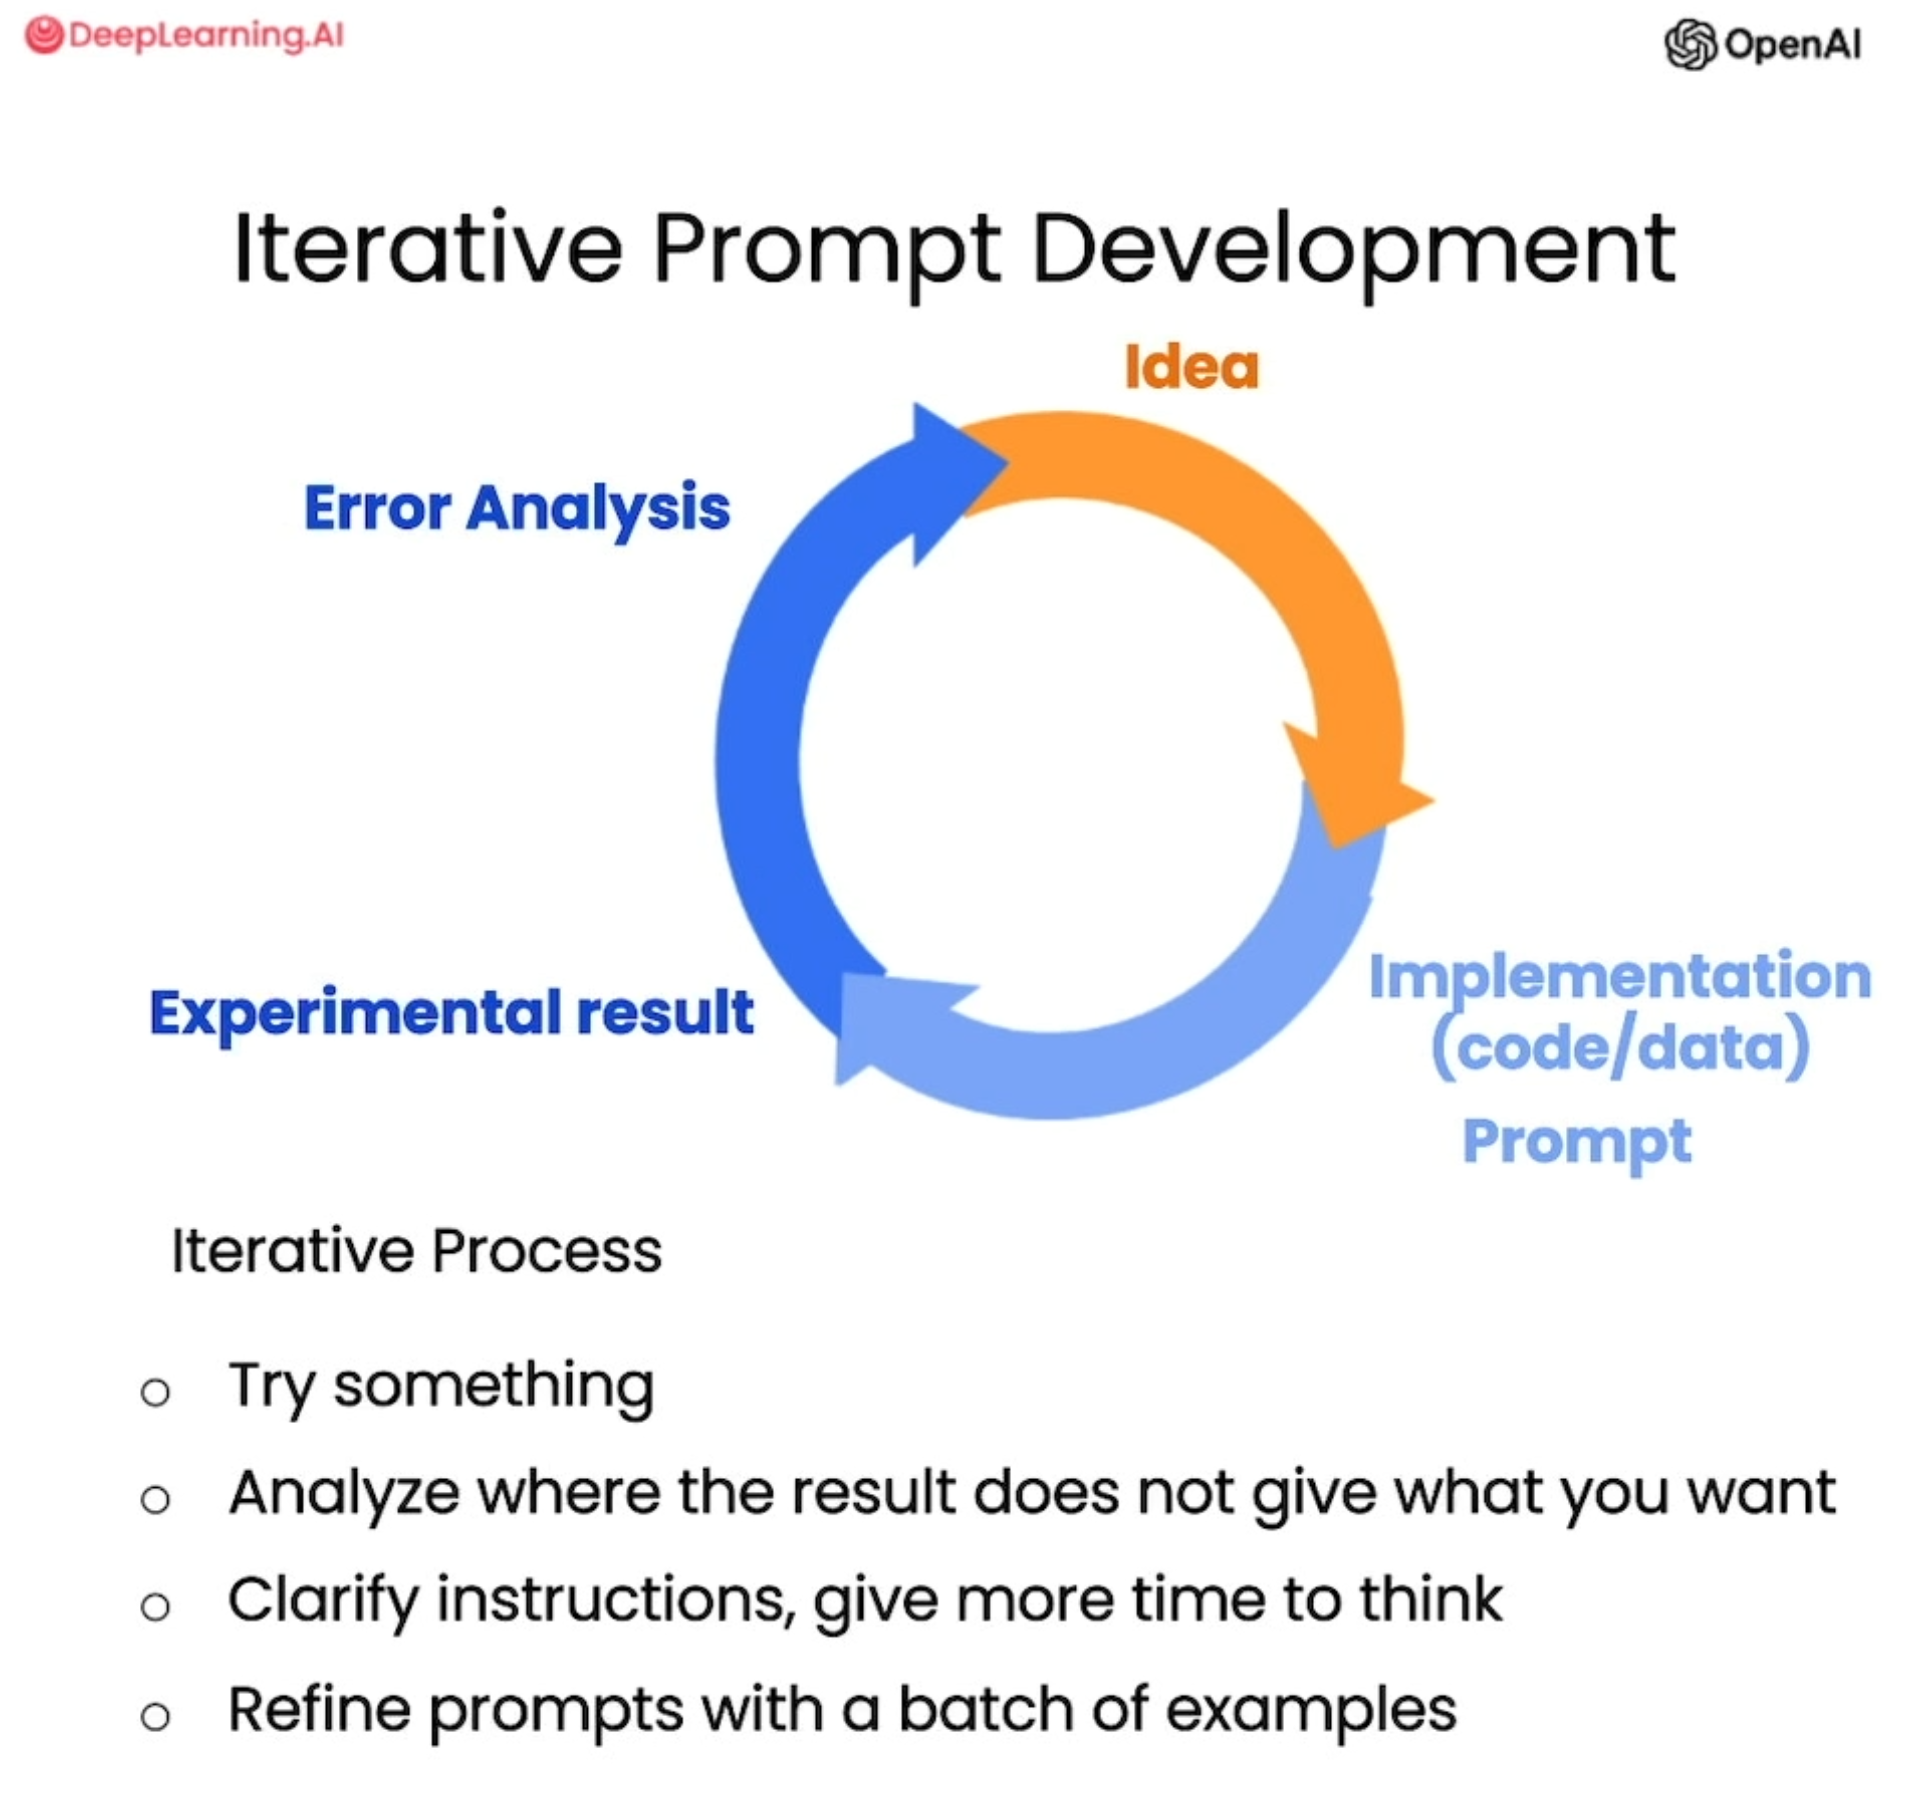 DeepLearning.AI
OpenAI
Iterative Prompt Development
Idea
Error Analysis
Experimental result
Implementation
(code/data)
Prompt
Iterative Process
Try something
Analyze where the result does not give what you want
Clarify instructions, give more time to think
Refine prompts with a batch of examples